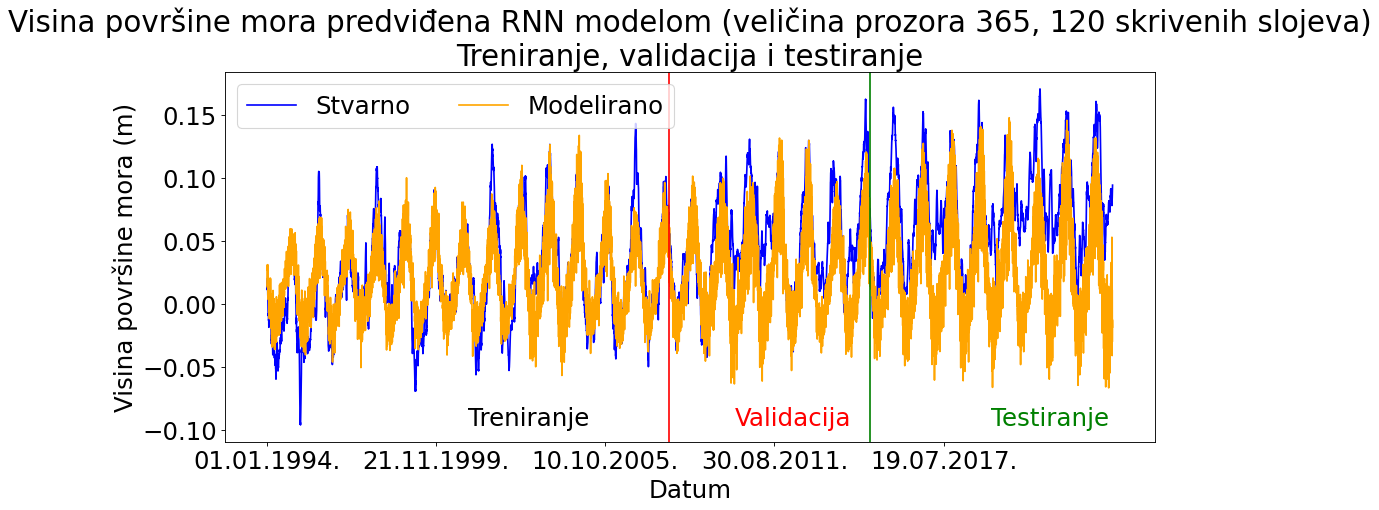 Visina površine mora predviđena RNN modelom (veličina prozora 365, 120 skrivenih slojeva)
Treniranje, validacija i testiranje
Stvarno
Modelirano
Visina površine mora (m)
0.15
0.10
0.05
0.00
−0.05
−0.10
Treniranje
Validacija
Testiranje
01.01.1994.
21.11.1999.
10.10.2005.
30.08.2011.
19.07.2017.
Datum